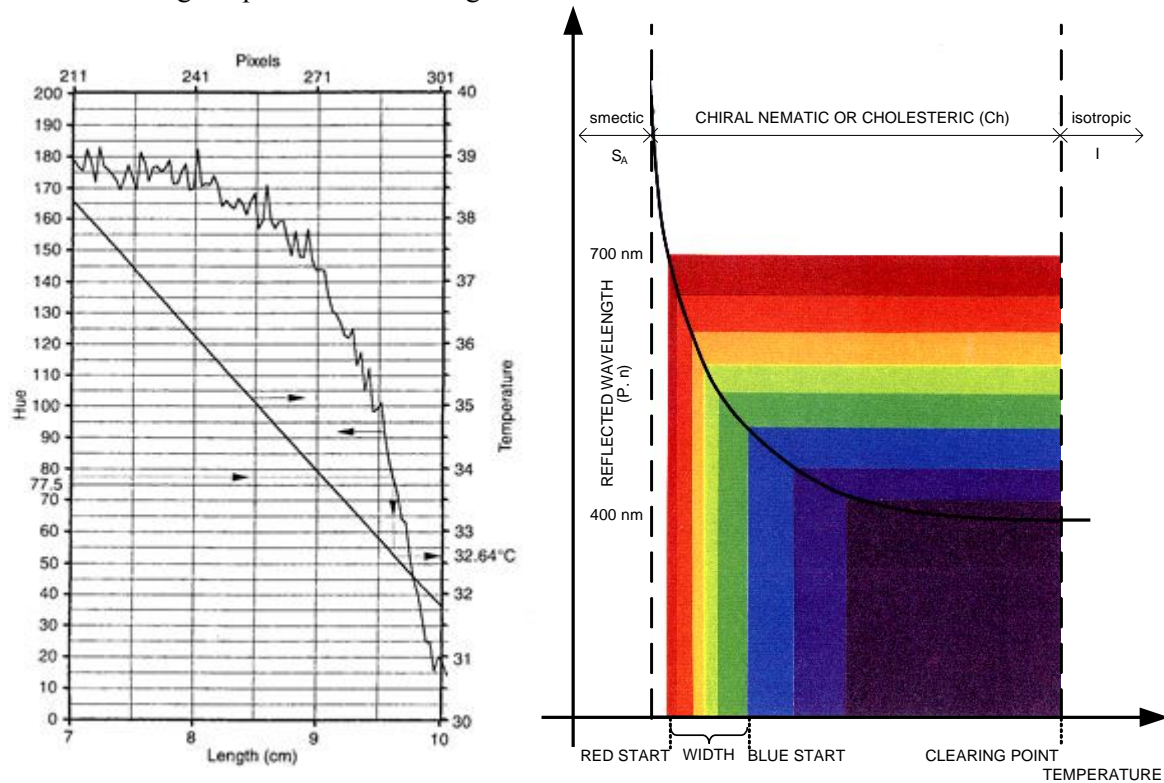 Pixels
211 241 271 301
200
190
180
170
160
150
140
130
120
110
100
90
80
77.5
70
60
50
40
30
20
10
0
Hue
40
39
38
37
36
35
34
33
32.64°C
32
31
30
Temperature
7 8 9 10
Length (cm)
smectic
CHIRAL NEMATIC OR CHOLESTERIC (Ch)
isotropic
S_A
I
700 nm
REFLECTED WAVELENGTH
(P. n)
400 nm
RED START
WIDTH
BLUE START
CLEARING POINT
TEMPERATURE